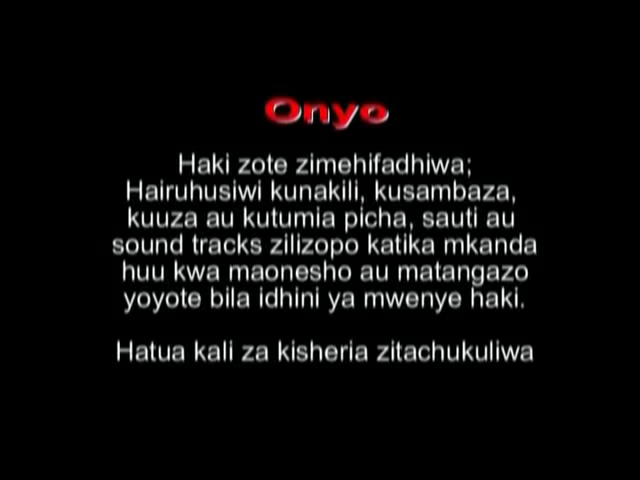 Onyo
Haki zote zimehifadhiwa;
Hairuhusiwi kunakili, kusambaza,
kuuza au kutumia picha, sauti au
sound tracks zilizopo katika mkanda
huu kwa maonesho au matangazo
yoyote bila idhini ya mwenye haki.
Hatua kali za kisheria zitachukuliwa